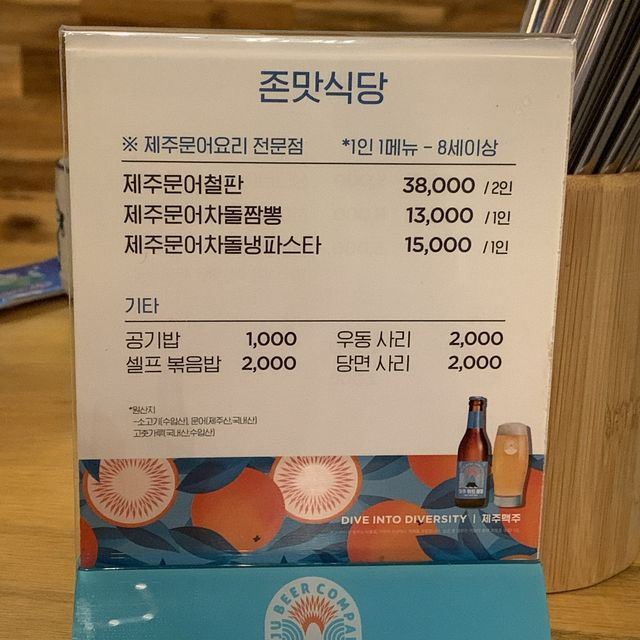 존맛식당
※ 제주문어요리 전문점 *1인 1메뉴 - 8세이상
제주문어철판 38,000 /2인
제주문어차돌짬뽕 13,000 /1인
제주문어차돌냉파스타 15,000 /1인
기타
공기밥 1,000 우동 사리 2,000
셀프 볶음밥 2,000 당면 사리 2,000
*원산지
-소고기(수입산), 문어(제주산,국내산)
고춧가루(국내산,수입산)
DIVE INTO DIVERSITY | 제주맥주
JU BEER COMPA